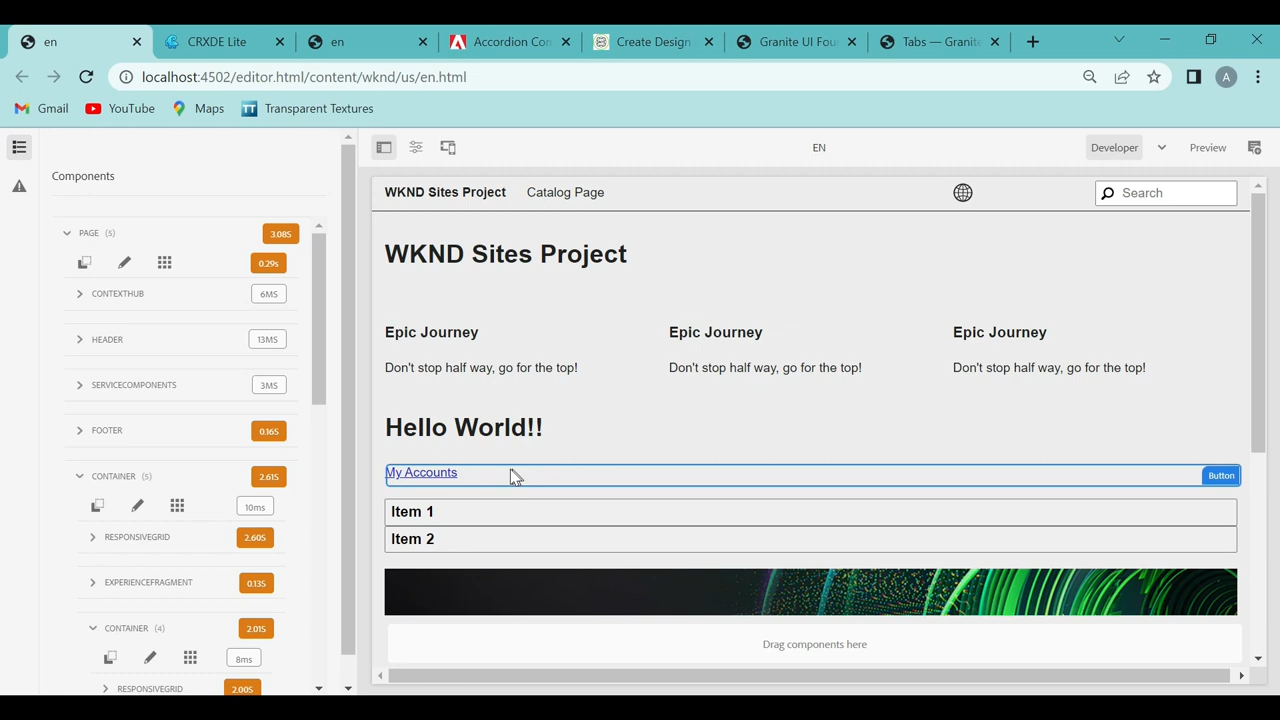 en
CRXDE Lite
en
Accordion Con
Create Design
Granite UI Fou
Tabs — Granite
localhost:4502/editor.html/content/wknd/us/en.html
A
Gmail
YouTube
Maps
TT Transparent Textures
Components
EN
Developer
Preview
PAGE (5)
3.08S
0.29s
CONTEXTHUB
6MS
HEADER
13MS
SERVICECOMPONENTS
3MS
FOOTER
0.16S
CONTAINER (5)
2.61S
10ms
RESPONSIVEGRID
2.60S
EXPERIENCEFRAGMENT
0.13S
CONTAINER (4)
2.01S
8ms
RESPONSIVEGRID
2.00S
WKND Sites Project Catalog Page
Search
WKND Sites Project
Epic Journey Epic Journey Epic Journey
Don't stop half way, go for the top! Don't stop half way, go for the top! Don't stop half way, go for the top!
Hello World!!
My Accounts
Button
Item 1
Item 2
Drag components here